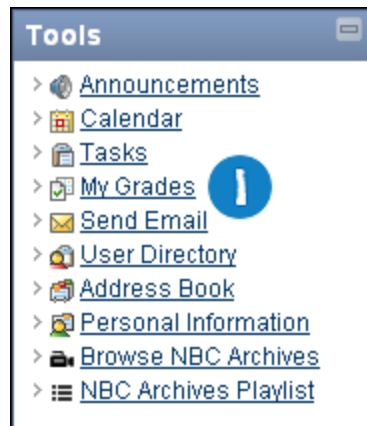 Tools
Announcements
Calendar
Tasks
My Grades 1
Send Email
User Directory
Address Book
Personal Information
Browse NBC Archives
NBC Archives Playlist